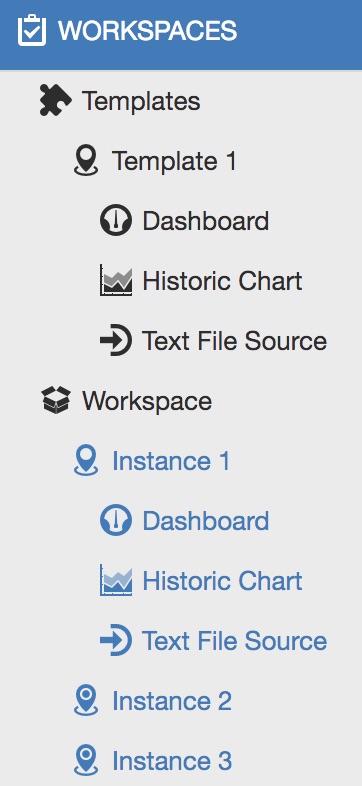 WORKSPACES
Templates
Template 1
Dashboard
Historic Chart
Text File Source
Workspace
Instance 1
Dashboard
Historic Chart
Text File Source
Instance 2
Instance 3